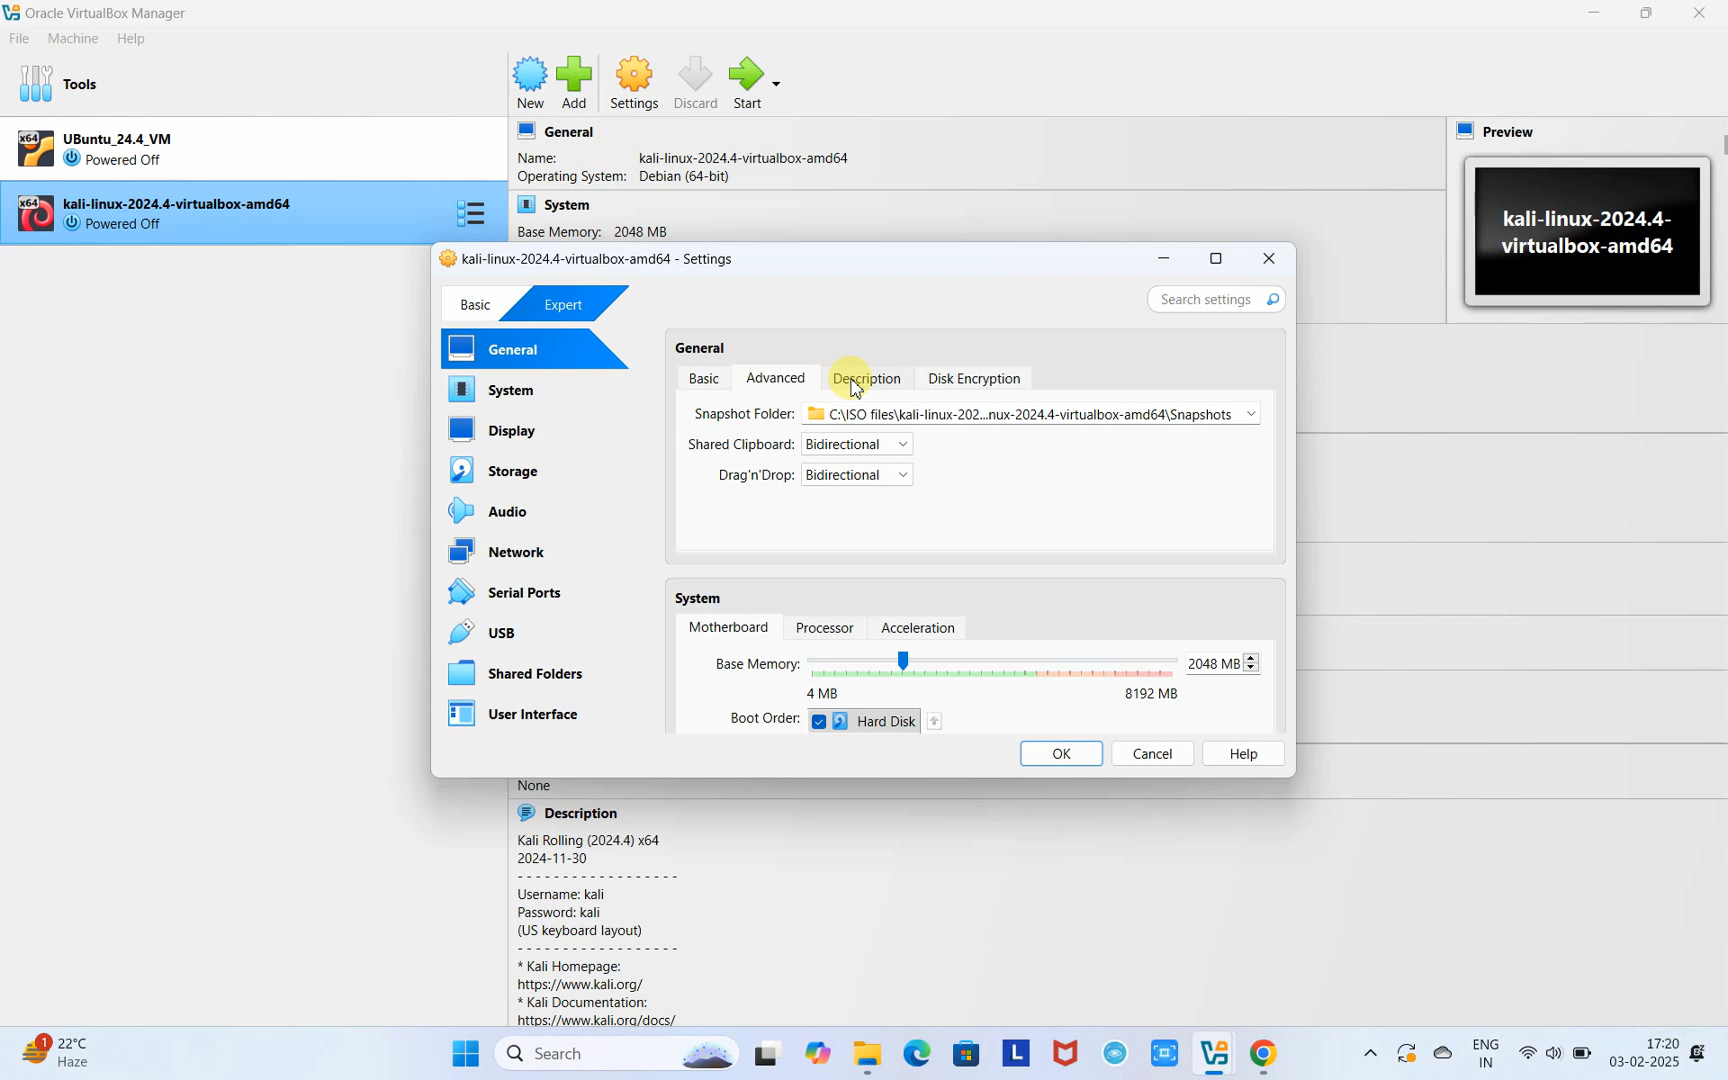 Oracle VirtualBox Manager
File Machine Help
Tools
New Add Settings Discard Start
x64 UBuntu_24.4_VM
Powered Off
x64 kali-linux-2024.4-virtualbox-amd64
Powered Off
General
Name: kali-linux-2024.4-virtualbox-amd64
Operating System: Debian (64-bit)
System
Base Memory: 2048 MB
Preview
kali-linux-2024.4-
virtualbox-amd64
kali-linux-2024.4-virtualbox-amd64 - Settings
Basic Expert
Search settings
General
System
Display
Storage
Audio
Network
Serial Ports
USB
Shared Folders
User Interface
General
Basic Advanced Description Disk Encryption
Snapshot Folder: C:\ISO files\kali-linux-202...nux-2024.4-virtualbox-amd64\Snapshots
Shared Clipboard: Bidirectional
Drag'n'Drop: Bidirectional
System
Motherboard Processor Acceleration
Base Memory: 2048 MB
4 MB 8192 MB
Boot Order: Hard Disk
OK Cancel Help
None
Description
Kali Rolling (2024.4) x64
2024-11-30
- - - - - - - - - - - - - - - - - -
Username: kali
Password: kali
(US keyboard layout)
- - - - - - - - - - - - - - - - - -
* Kali Homepage:
https://www.kali.org/
* Kali Documentation:
https://www.kali.org/docs/
1 22°C
Haze
Search
L
ENG
IN
17:20
03-02-2025